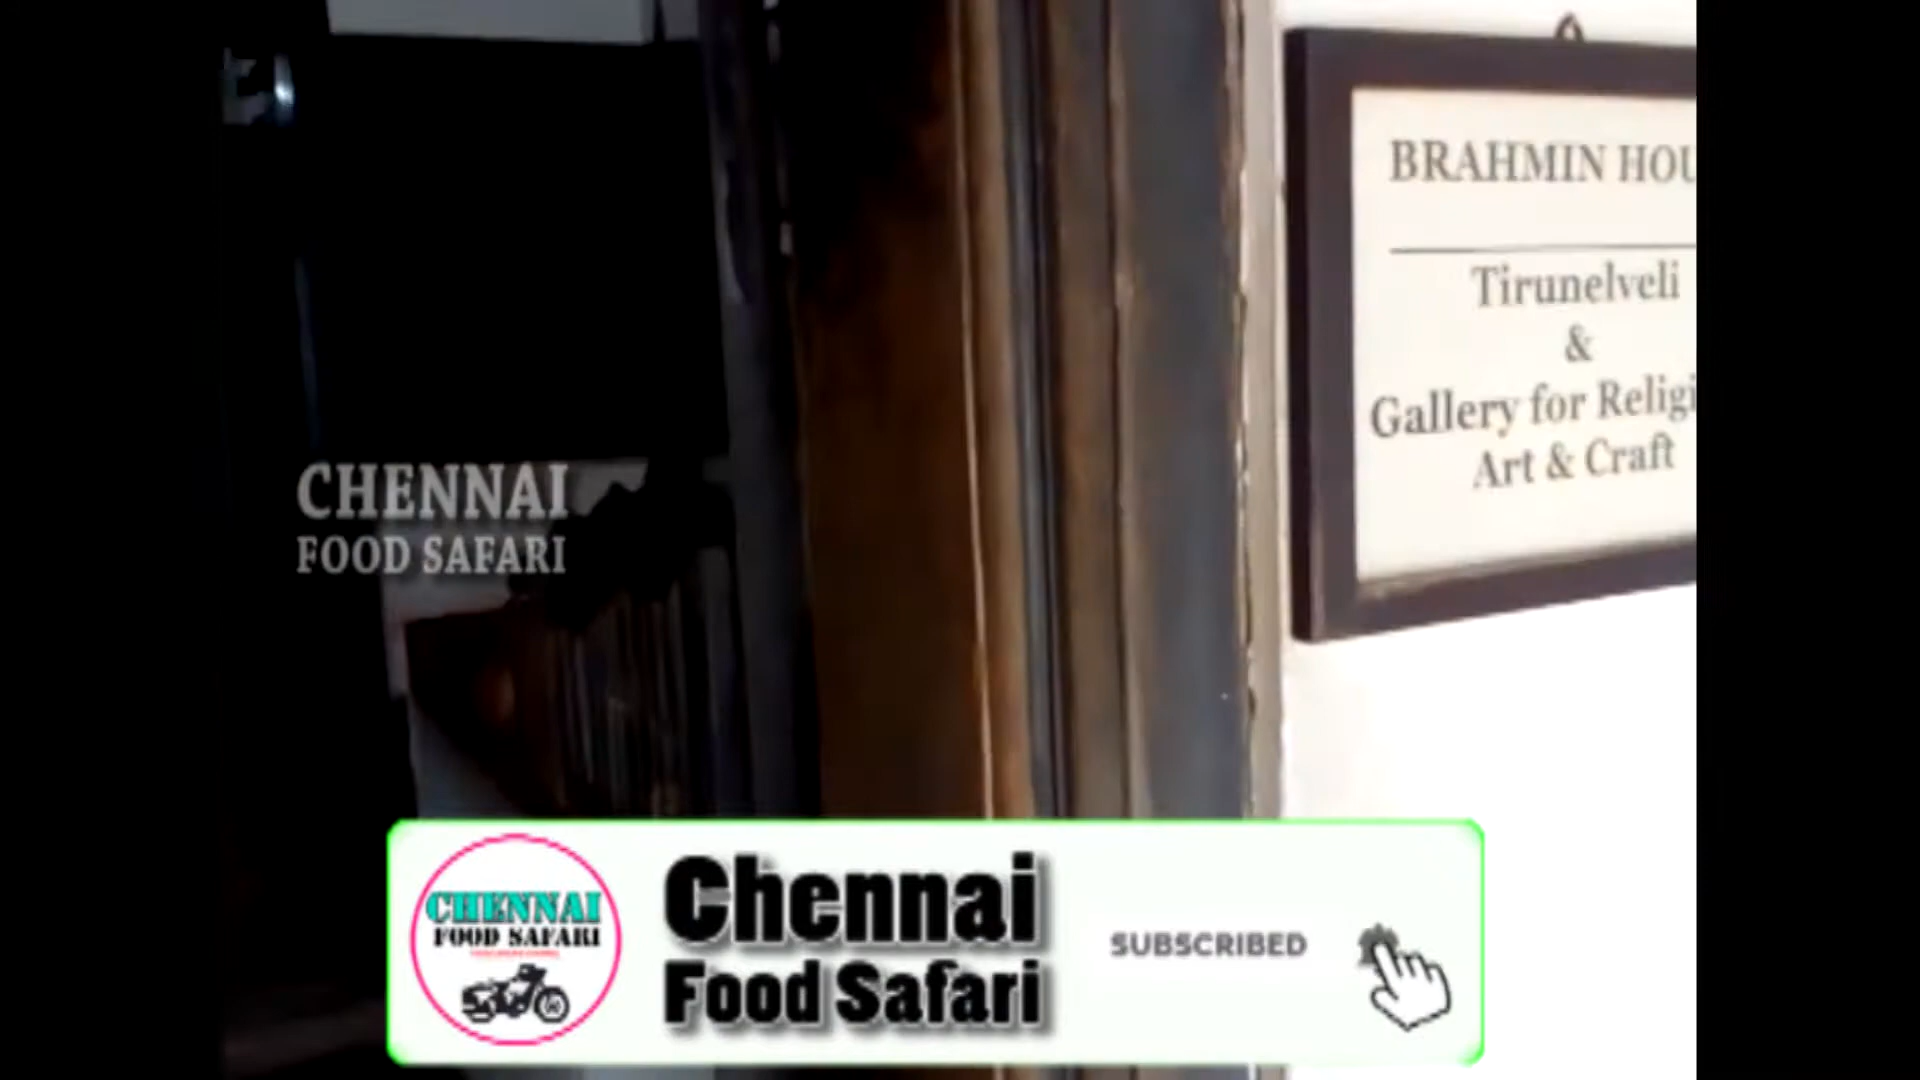 BRAHMIN HOU
Tirunelveli
&
Gallery for Religi
Art & Craft
CHENNAI
FOOD SAFARI
CHENNAI
FOOD SAFARI
Chennai
Food Safari
SUBSCRIBED